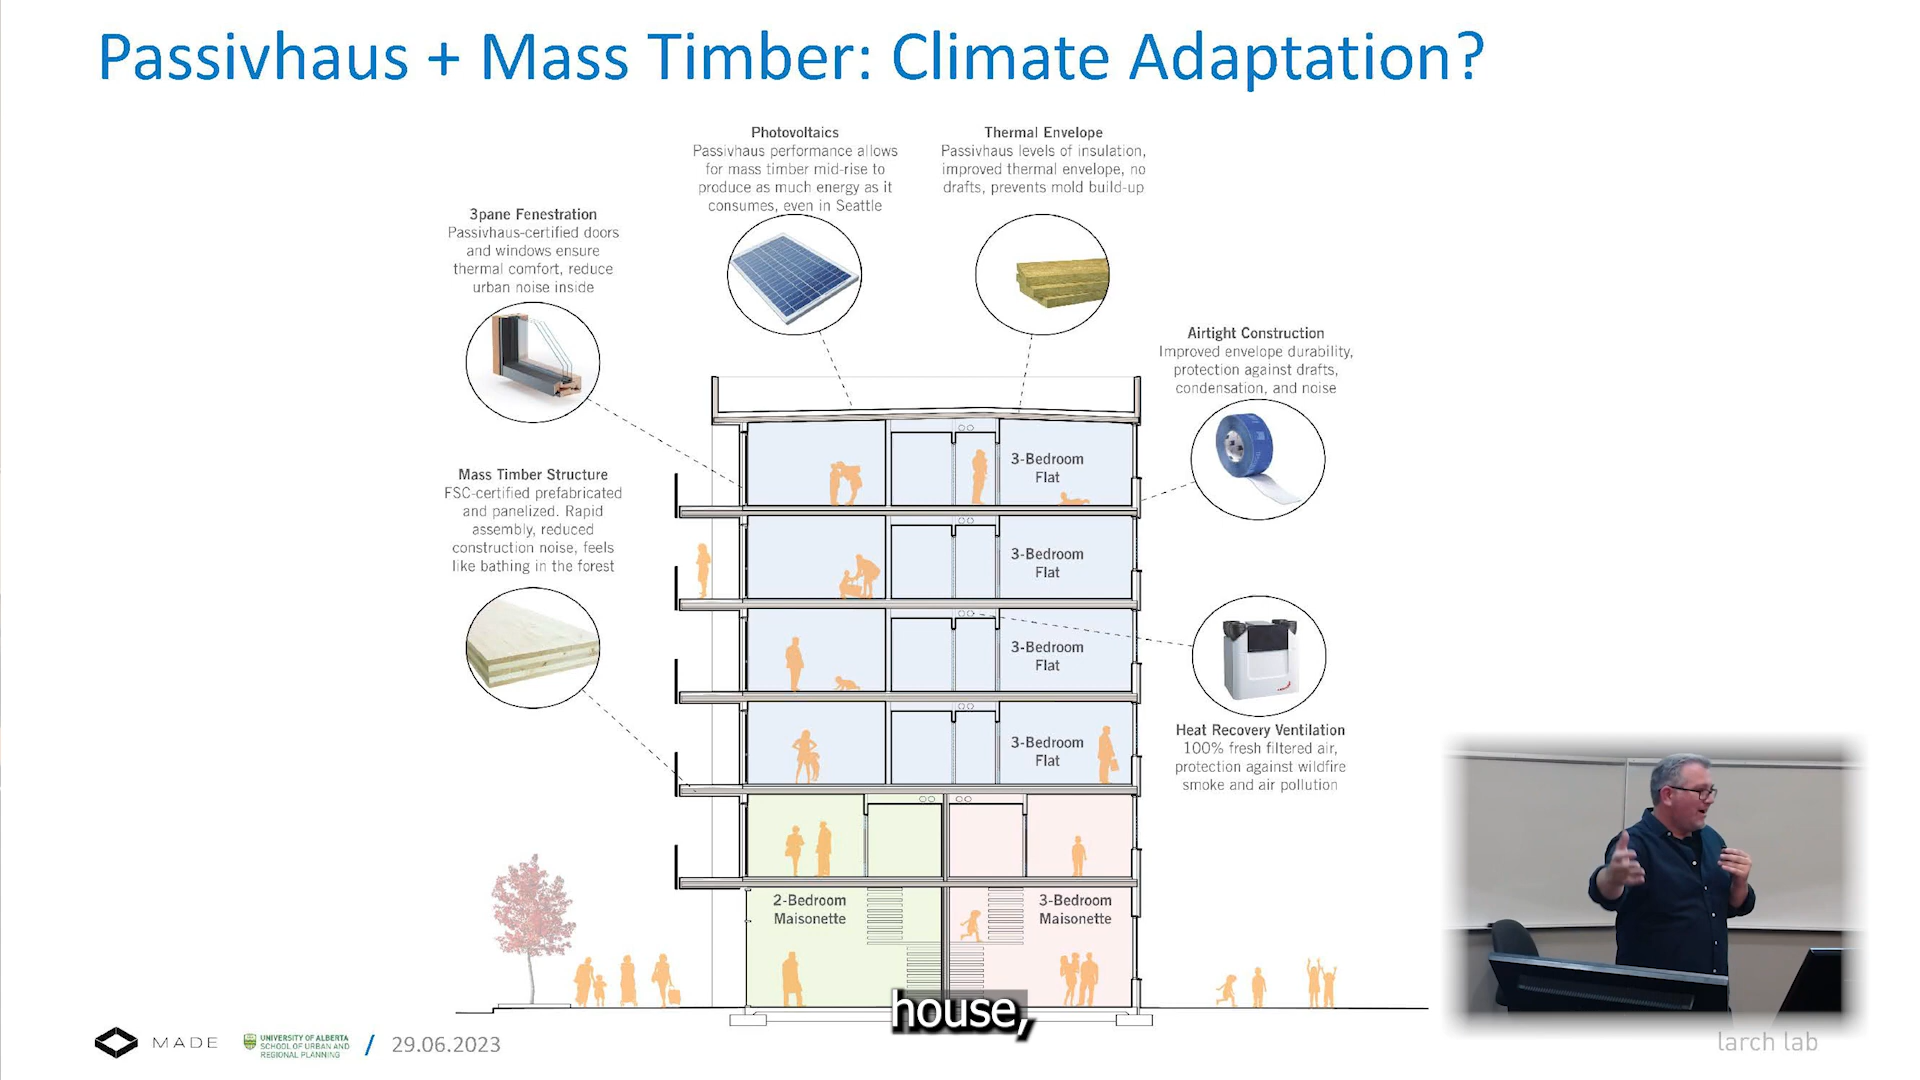 Passivhaus + Mass Timber: Climate Adaptation?
Photovoltaics
Passivhaus performance allows
for mass timber mid-rise to
produce as much energy as it
consumes, even in Seattle
Thermal Envelope
Passivhaus levels of insulation,
improved thermal envelope, no
drafts, prevents mold build-up
3pane Fenestration
Passivhaus-certified doors
and windows ensure
thermal comfort, reduce
urban noise inside
Airtight Construction
Improved envelope durability,
protection against drafts,
condensation, and noise
Mass Timber Structure
FSC-certified prefabricated
and panelized. Rapid
assembly, reduced
construction noise, feels
like bathing in the forest
3-Bedroom
Flat
3-Bedroom
Flat
3-Bedroom
Flat
3-Bedroom
Flat
Heat Recovery Ventilation
100% fresh filtered air,
protection against wildfire
smoke and air pollution
2-Bedroom
Maisonette
3-Bedroom
Maisonette
house,
MADE
UNIVERSITY OF ALBERTA
SCHOOL OF URBAN AND
REGIONAL PLANNING
/ 29.06.2023
larch lab